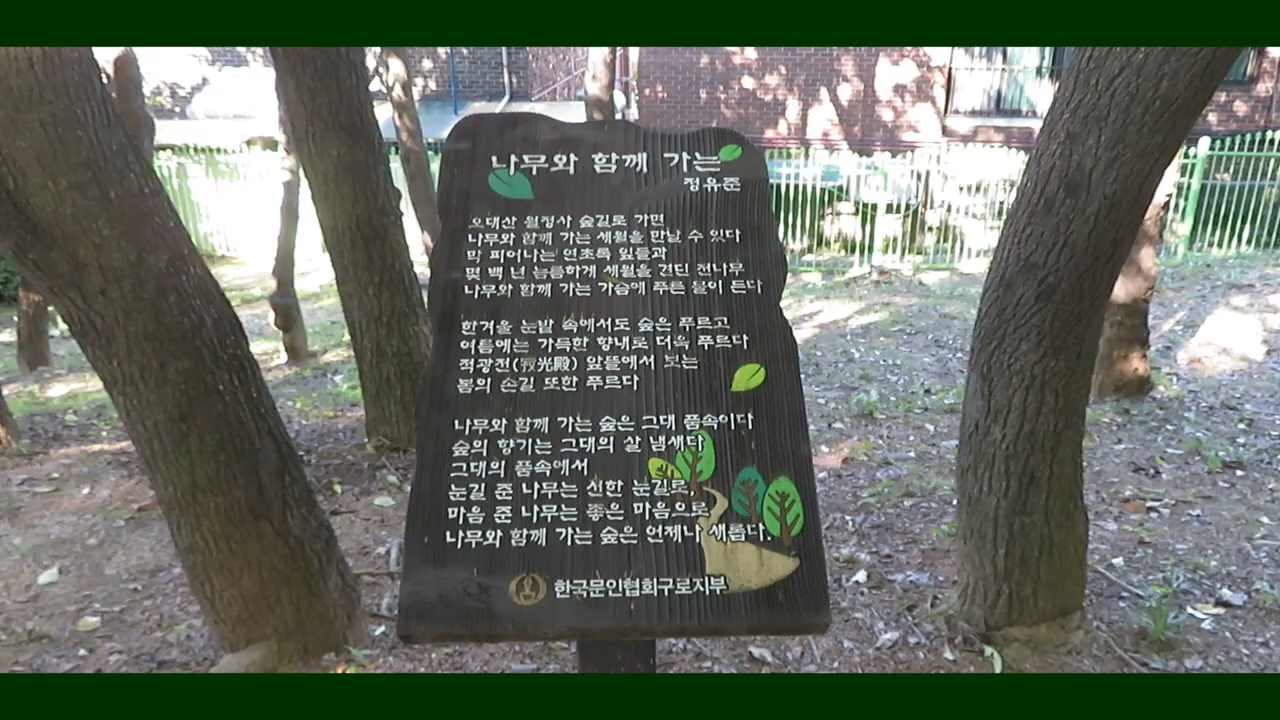 나무와 함께 가는
정유준
오대산 월정사 숲길로 가면
나무와 함께 가는 세월을 만날 수 있다
막 피어나는 연초록 잎들과
몇 백 년 늠름하게 세월을 견딘 전나무
나무와 함께 가는 가슴에 푸른 물이 든다
한겨울 눈밭 속에서도 숲은 푸르고
여름에는 가득한 향내로 더욱 푸르다
적광전(寂光殿) 앞뜰에서 보는
봄의 손길 또한 푸르다
나무와 함께 가는 숲은 그대 품속이다
숲의 향기는 그대의 살 냄새다
그대의 품속에서
눈길 준 나무는 선한 눈길로,
마음 준 나무는 좋은 마음으로
나무와 함께 가는 숲은 언제나 새롭다.
한국문인협회구로지부